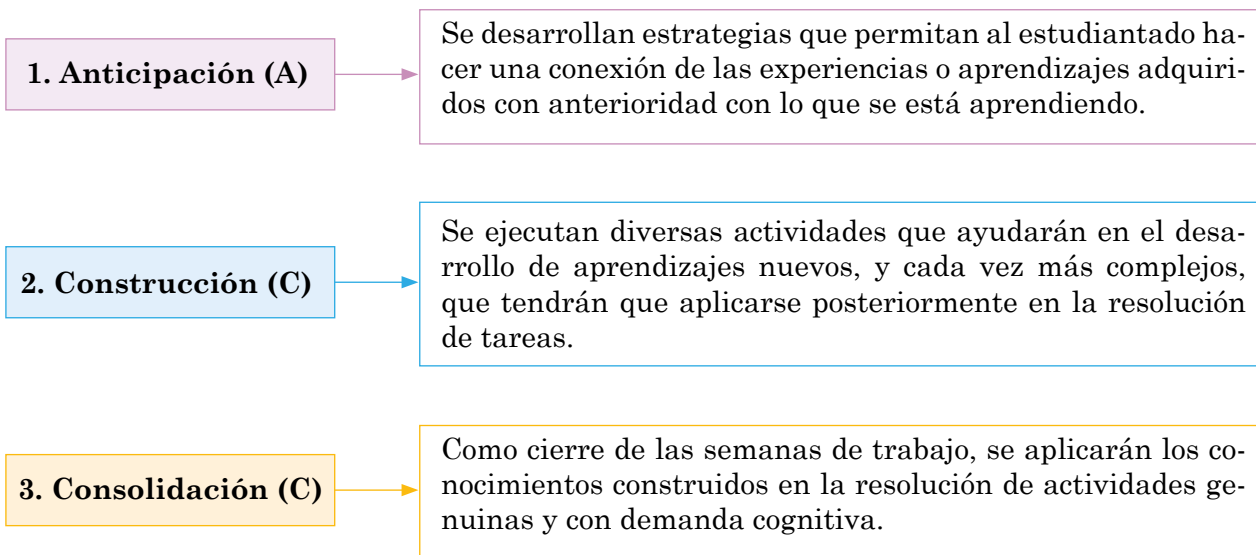 1. Anticipación (A)
Se desarrollan estrategias que permitan al estudiantado ha-
cer una conexión de las experiencias o aprendizajes adquiri-
dos con anterioridad con lo que se está aprendiendo.
2. Construcción (C)
Se ejecutan diversas actividades que ayudarán en el desa-
rrollo de aprendizajes nuevos, y cada vez más complejos,
que tendrán que aplicarse posteriormente en la resolución
de tareas.
3. Consolidación (C)
Como cierre de las semanas de trabajo, se aplicarán los co-
nocimientos construidos en la resolución de actividades ge-
nuinas y con demanda cognitiva.